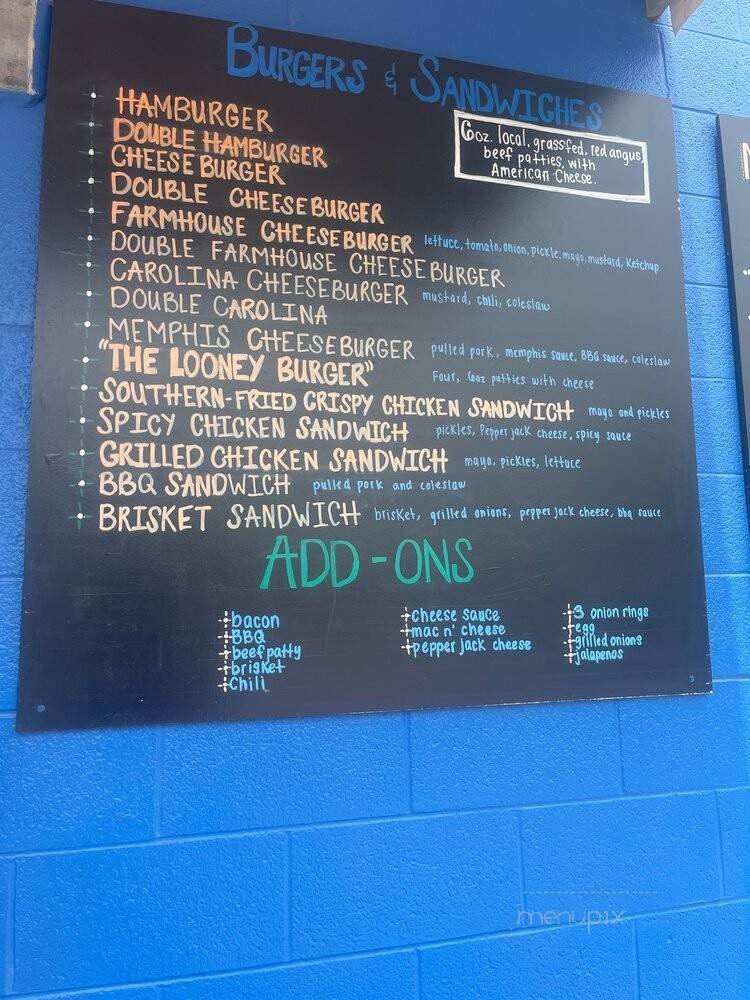 BURGERS & SANDWICHES
6oz. local, grassfed, red angus
beef patties, with
American Cheese.
HAMBURGER
DOUBLE HAMBURGER
CHEESEBURGER
DOUBLE CHEESEBURGER
FARMHOUSE CHEESEBURGER lettuce, tomato, onion, pickle, mayo, mustard, Ketchup
DOUBLE FARMHOUSE CHEESEBURGER
CAROLINA CHEESEBURGER mustard, chili, coleslaw
DOUBLE CAROLINA
MEMPHIS CHEESEBURGER pulled pork, memphis sauce, BBQ sauce, coleslaw
"THE LOONEY BURGER" Four, 6oz patties with cheese
SOUTHERN-FRIED CRISPY CHICKEN SANDWICH mayo and pickles
SPICY CHICKEN SANDWICH pickles, Pepper jack cheese, spicy sauce
GRILLED CHICKEN SANDWICH mayo, pickles, lettuce
BBQ SANDWICH pulled pork and coleslaw
BRISKET SANDWICH brisket, grilled onions, pepper jack cheese, bbq sauce
ADD-ONS
bacon
BBQ
beef patty
brisket
Chili
cheese sauce
mac n' cheese
pepper jack cheese
3 onion rings
egg
grilled onions
jalapenos
menupix